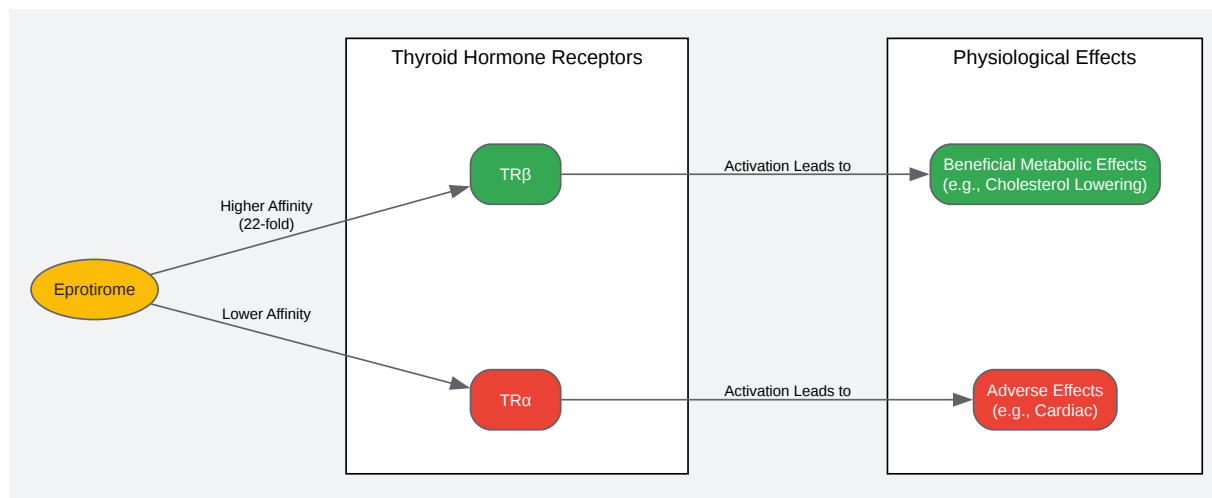 Thyroid Hormone Receptors
Physiological Effects
TRβ
Activation Leads to
Beneficial Metabolic Effects
(e.g., Cholesterol Lowering)
Higher Affinity
(22-fold)
Eprotirome
Lower Affinity
TRα
Activation Leads to
Adverse Effects
(e.g., Cardiac)